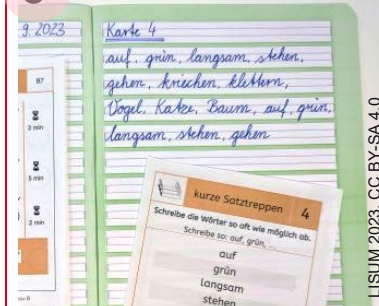 9. 2023
87
3 min
5 min
2 min
Karte 4
auf, grün, langsam, stehen,
gehen, kriechen, klettern,
Vogel, Katze, Baum, auf, grün,
langsam, stehen, gehen
kurze Satztreppen 4
Schreibe die Wörter so oft wie möglich ab.
Schreibe so: auf, grün, ...
auf
grün
langsam
stehen
LISUM 2023, CC BY-SA 4.0